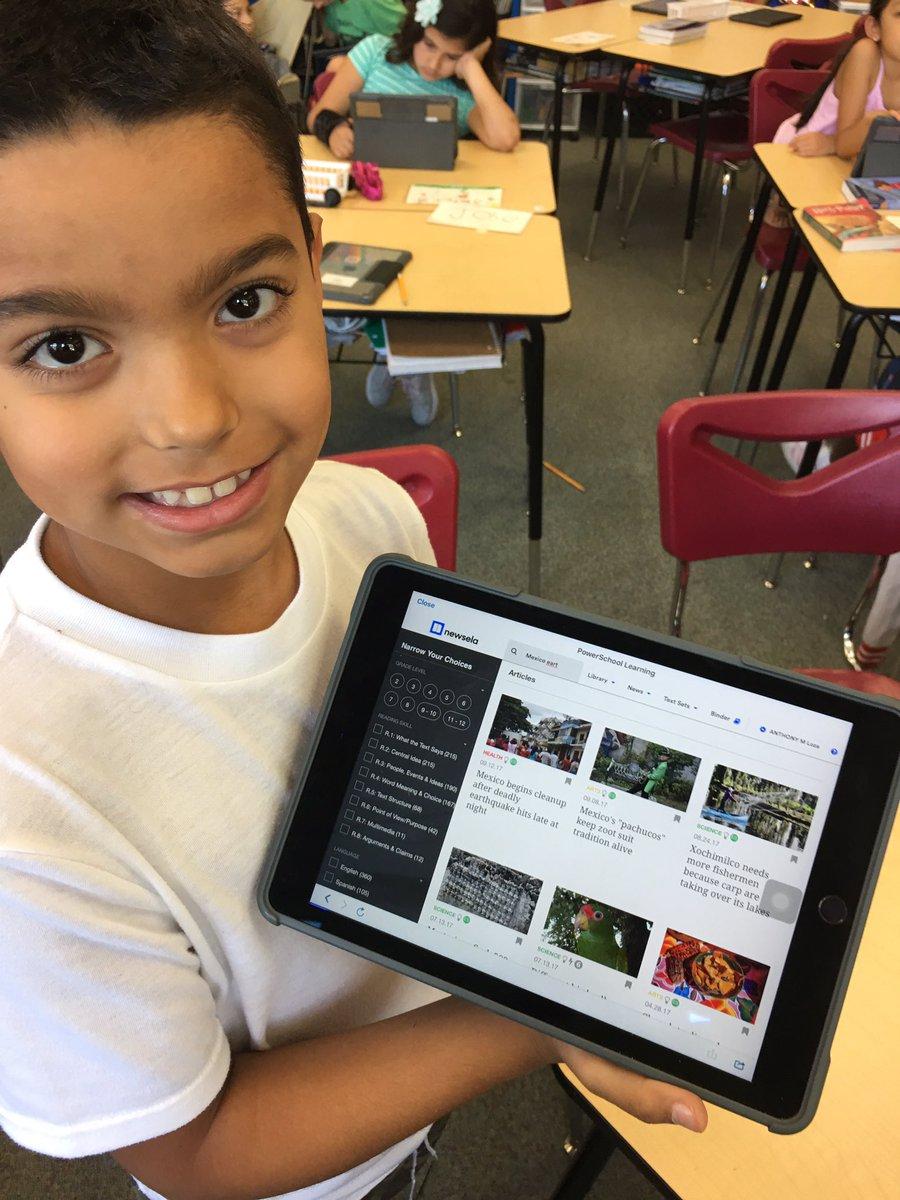 Close
newsela
PowerSchool Learning
Mexico eart
Library
News
Text Sets
Binder
ANTHONY M Loza
Narrow Your Choices
GRADE LEVEL
2 3 4 5 6
7 8 9 - 10 11 - 12
READING SKILL
R.1: What the Text Says (215)
R.2: Central Idea (215)
R.3: People, Events & Ideas (190)
R.4: Word Meaning & Choice (167)
R.5: Text Structure (68)
R.6: Point of View/Purpose (42)
R.7: Multimedia (11)
R.8: Arguments & Claims (12)
LANGUAGE
English (360)
Spanish (105)
Articles
HEALTH
09.12.17
Mexico begins cleanup
after deadly
earthquake hits late at
night
ARTS
09.08.17
Mexico's "pachucos"
keep zoot suit
tradition alive
SCIENCE
08.24.17
Xochimilco needs
more fishermen
because carp are
taking over its lakes
SCIENCE
07.13.17
SCIENCE
07.13.17
ARTS
04.28.17